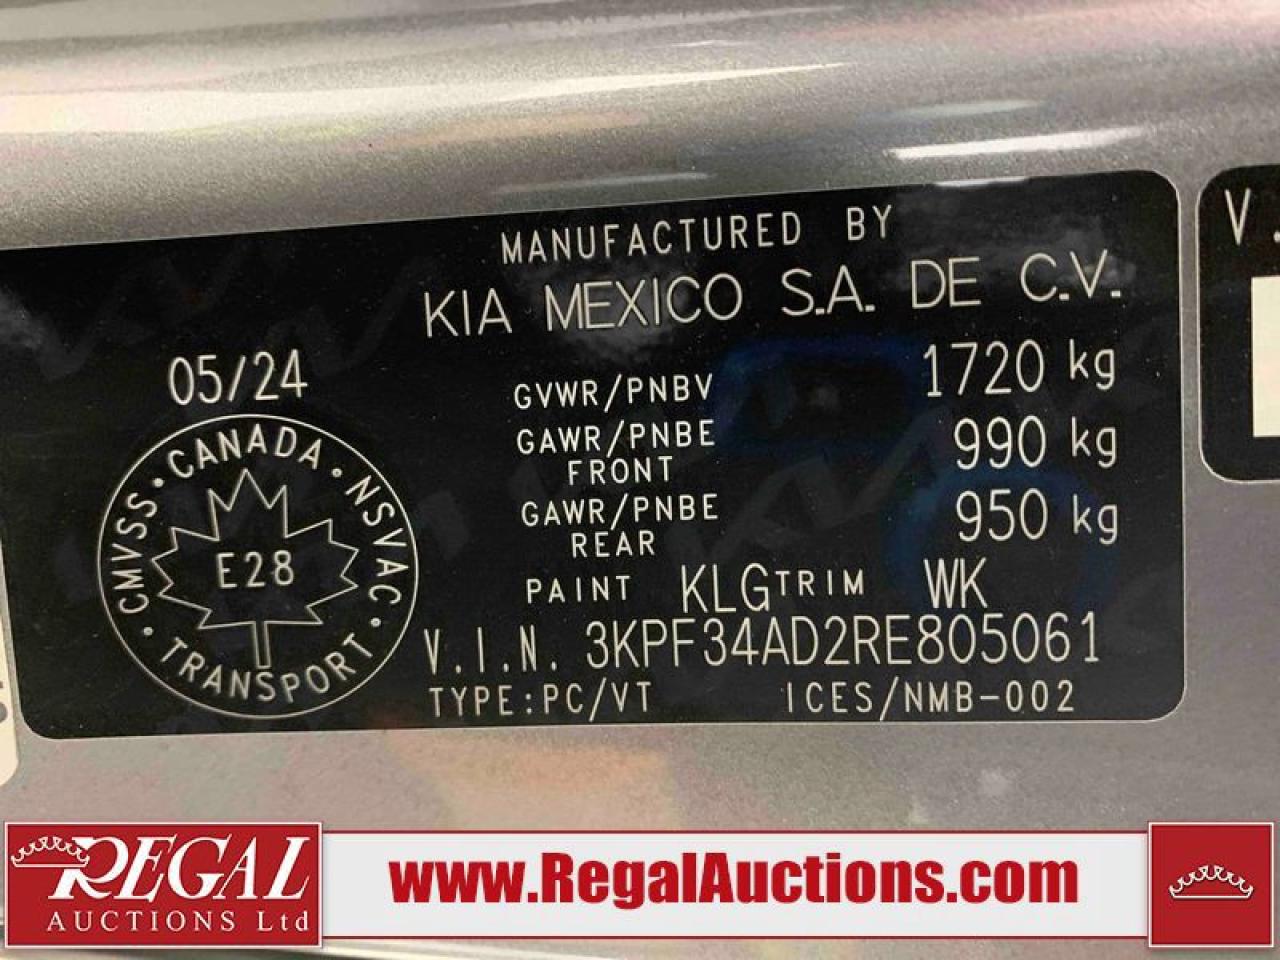 MANUFACTURED BY
KIA MEXICO S.A. DE C.V.
05/24
GVWR/PNBV 1720 kg
GAWR/PNBE 990 kg
FRONT
GAWR/PNBE 950 kg
REAR
PAINT KLG TRIM WK
V.I.N. 3KPF34AD2RE805061
TYPE:PC/VT ICES/NMB-002
CMVSS · CANADA · NSVAC
E28
· TRANSPORT ·
V.
REGAL
AUCTIONS Ltd
www.RegalAuctions.com